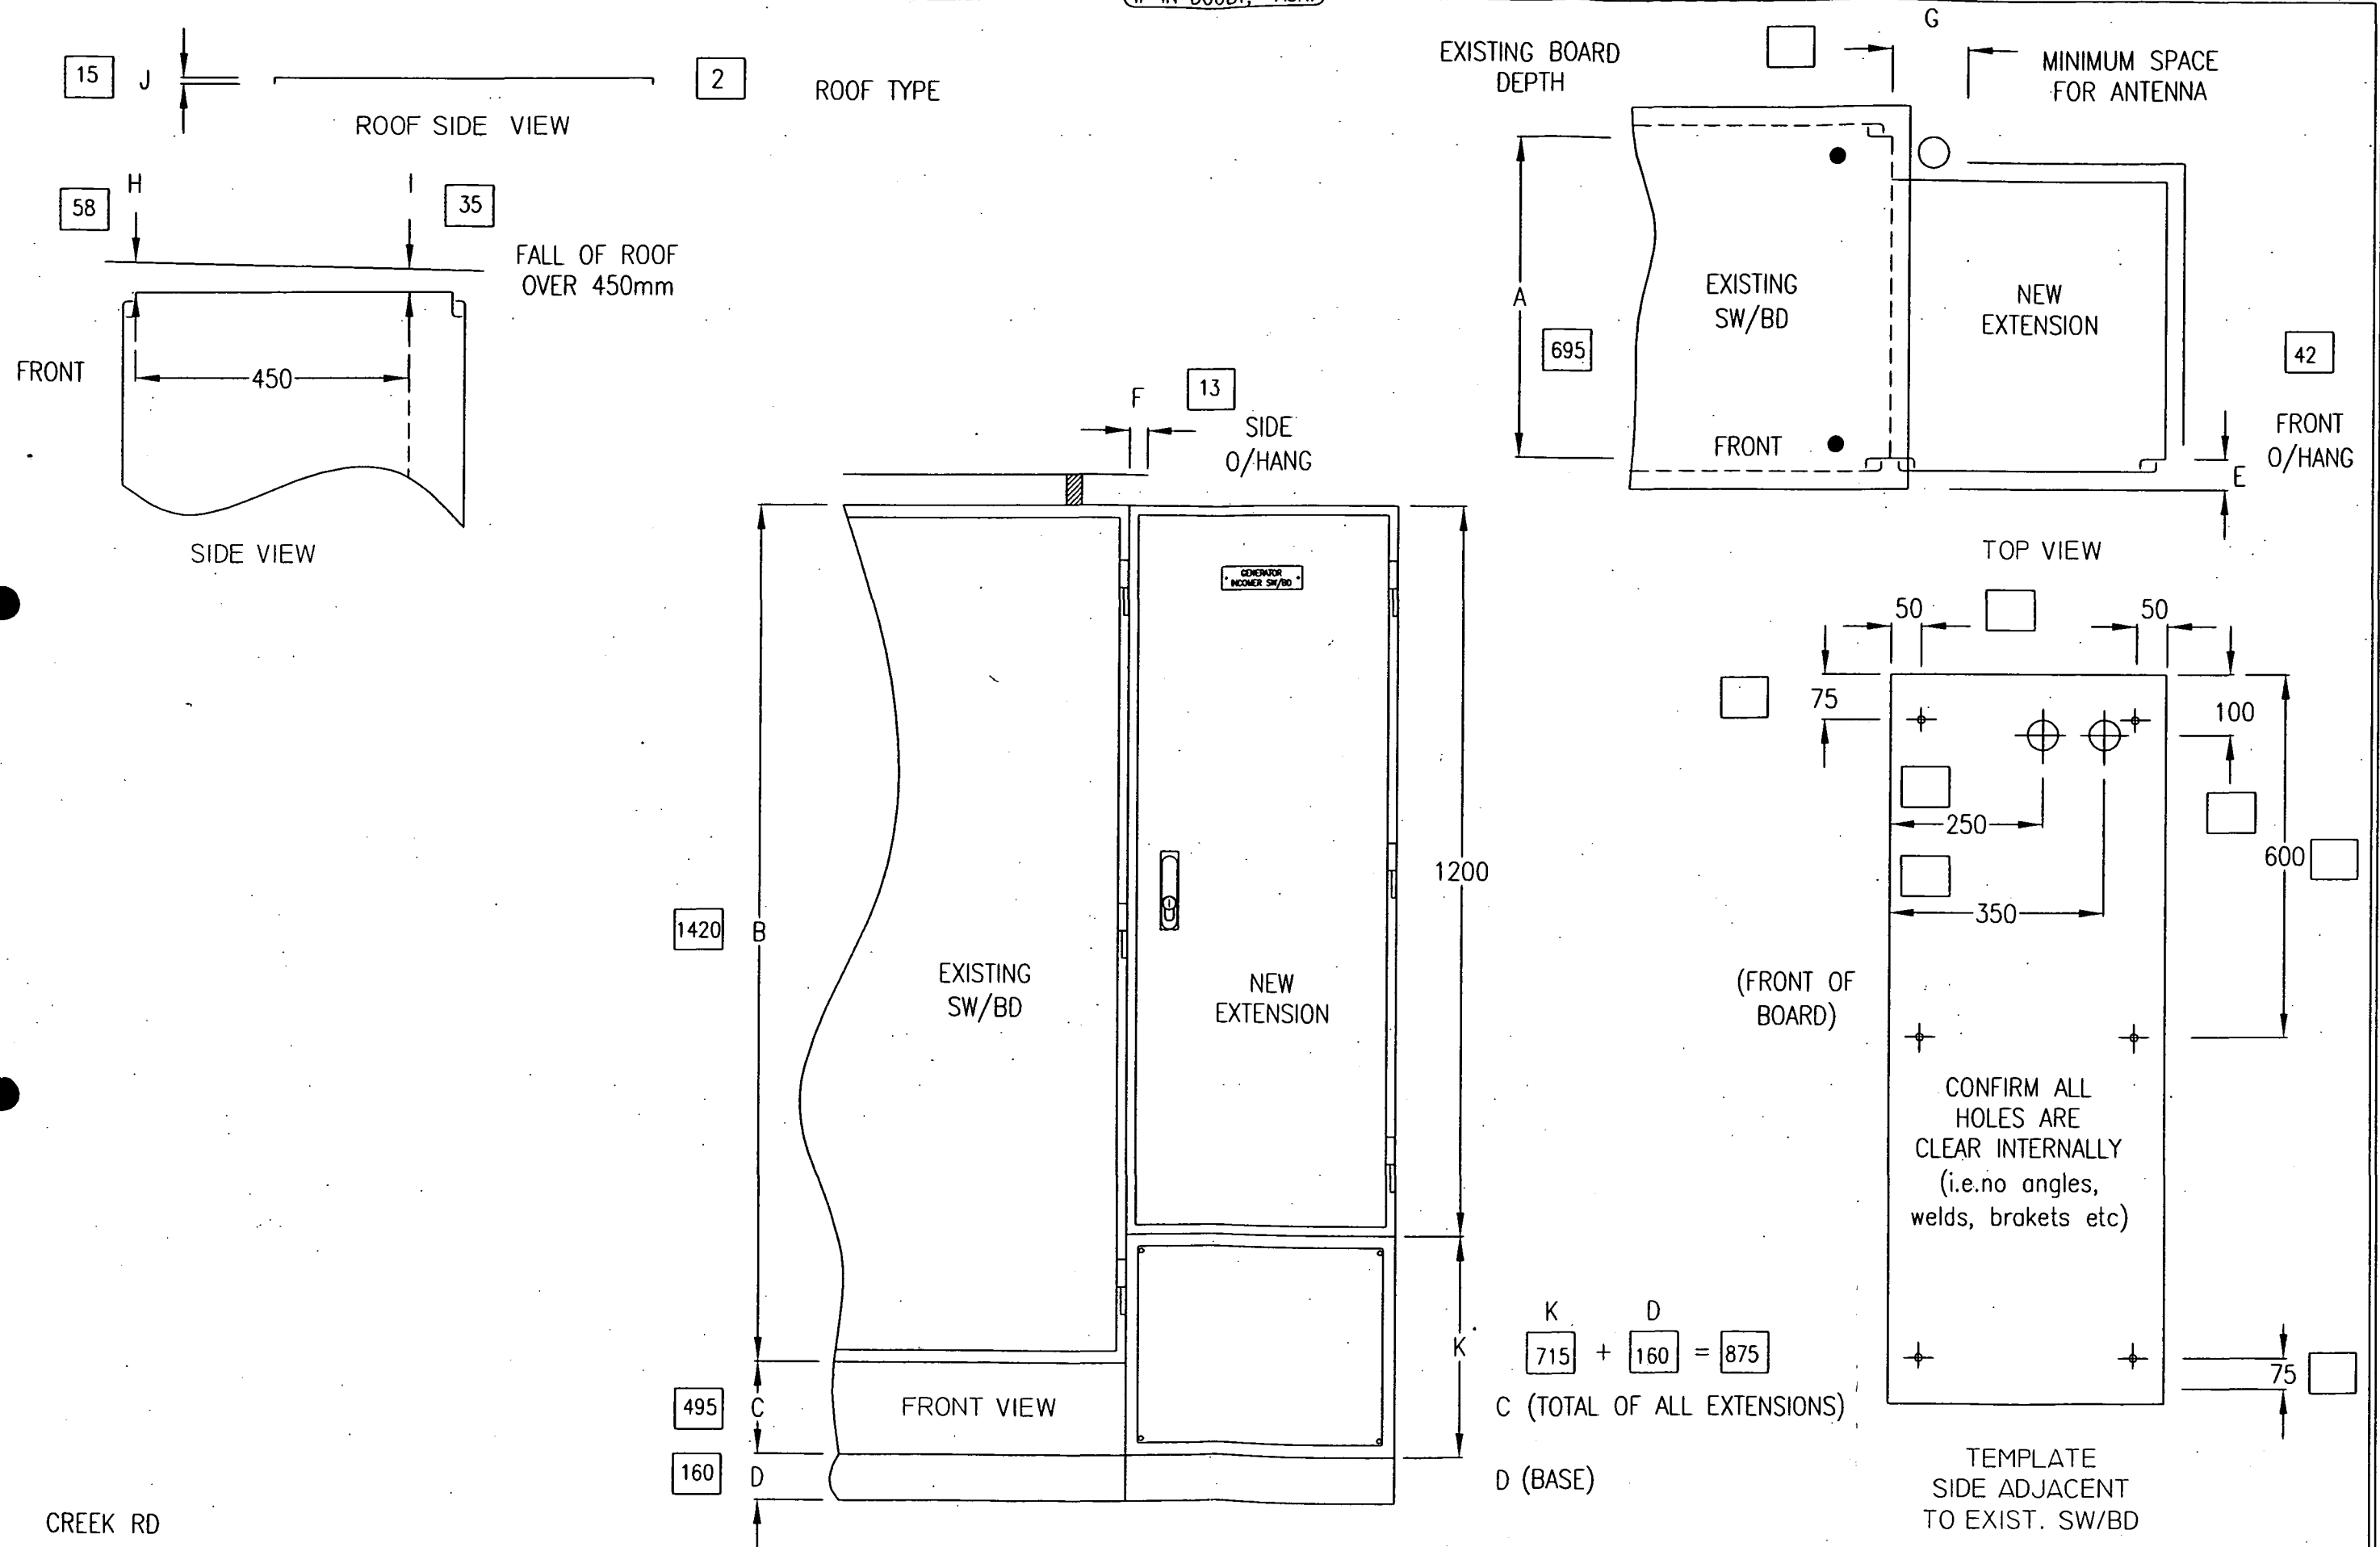 IF IN DOUBT, ASK!
15
J
ROOF SIDE VIEW
2
ROOF TYPE
58
H
I
35
FALL OF ROOF
OVER 450mm
FRONT
450
SIDE VIEW
EXISTING BOARD
DEPTH
G
MINIMUM SPACE
FOR ANTENNA
A
695
EXISTING
SW/BD
FRONT
NEW
EXTENSION
42
FRONT
O/HANG
E
TOP VIEW
F
13
SIDE
O/HANG
GENERATOR
INCOMER SW/BD
1420
B
EXISTING
SW/BD
NEW
EXTENSION
1200
K
495
C
FRONT VIEW
160
D
K
D
715 + 160 = 875
C (TOTAL OF ALL EXTENSIONS)
D (BASE)
50
50
75
100
250
350
600
(FRONT OF
BOARD)
CONFIRM ALL
HOLES ARE
CLEAR INTERNALLY
(i.e.no angles,
welds, brakets etc)
75
TEMPLATE
SIDE ADJACENT
TO EXIST. SW/BD
CREEK RD